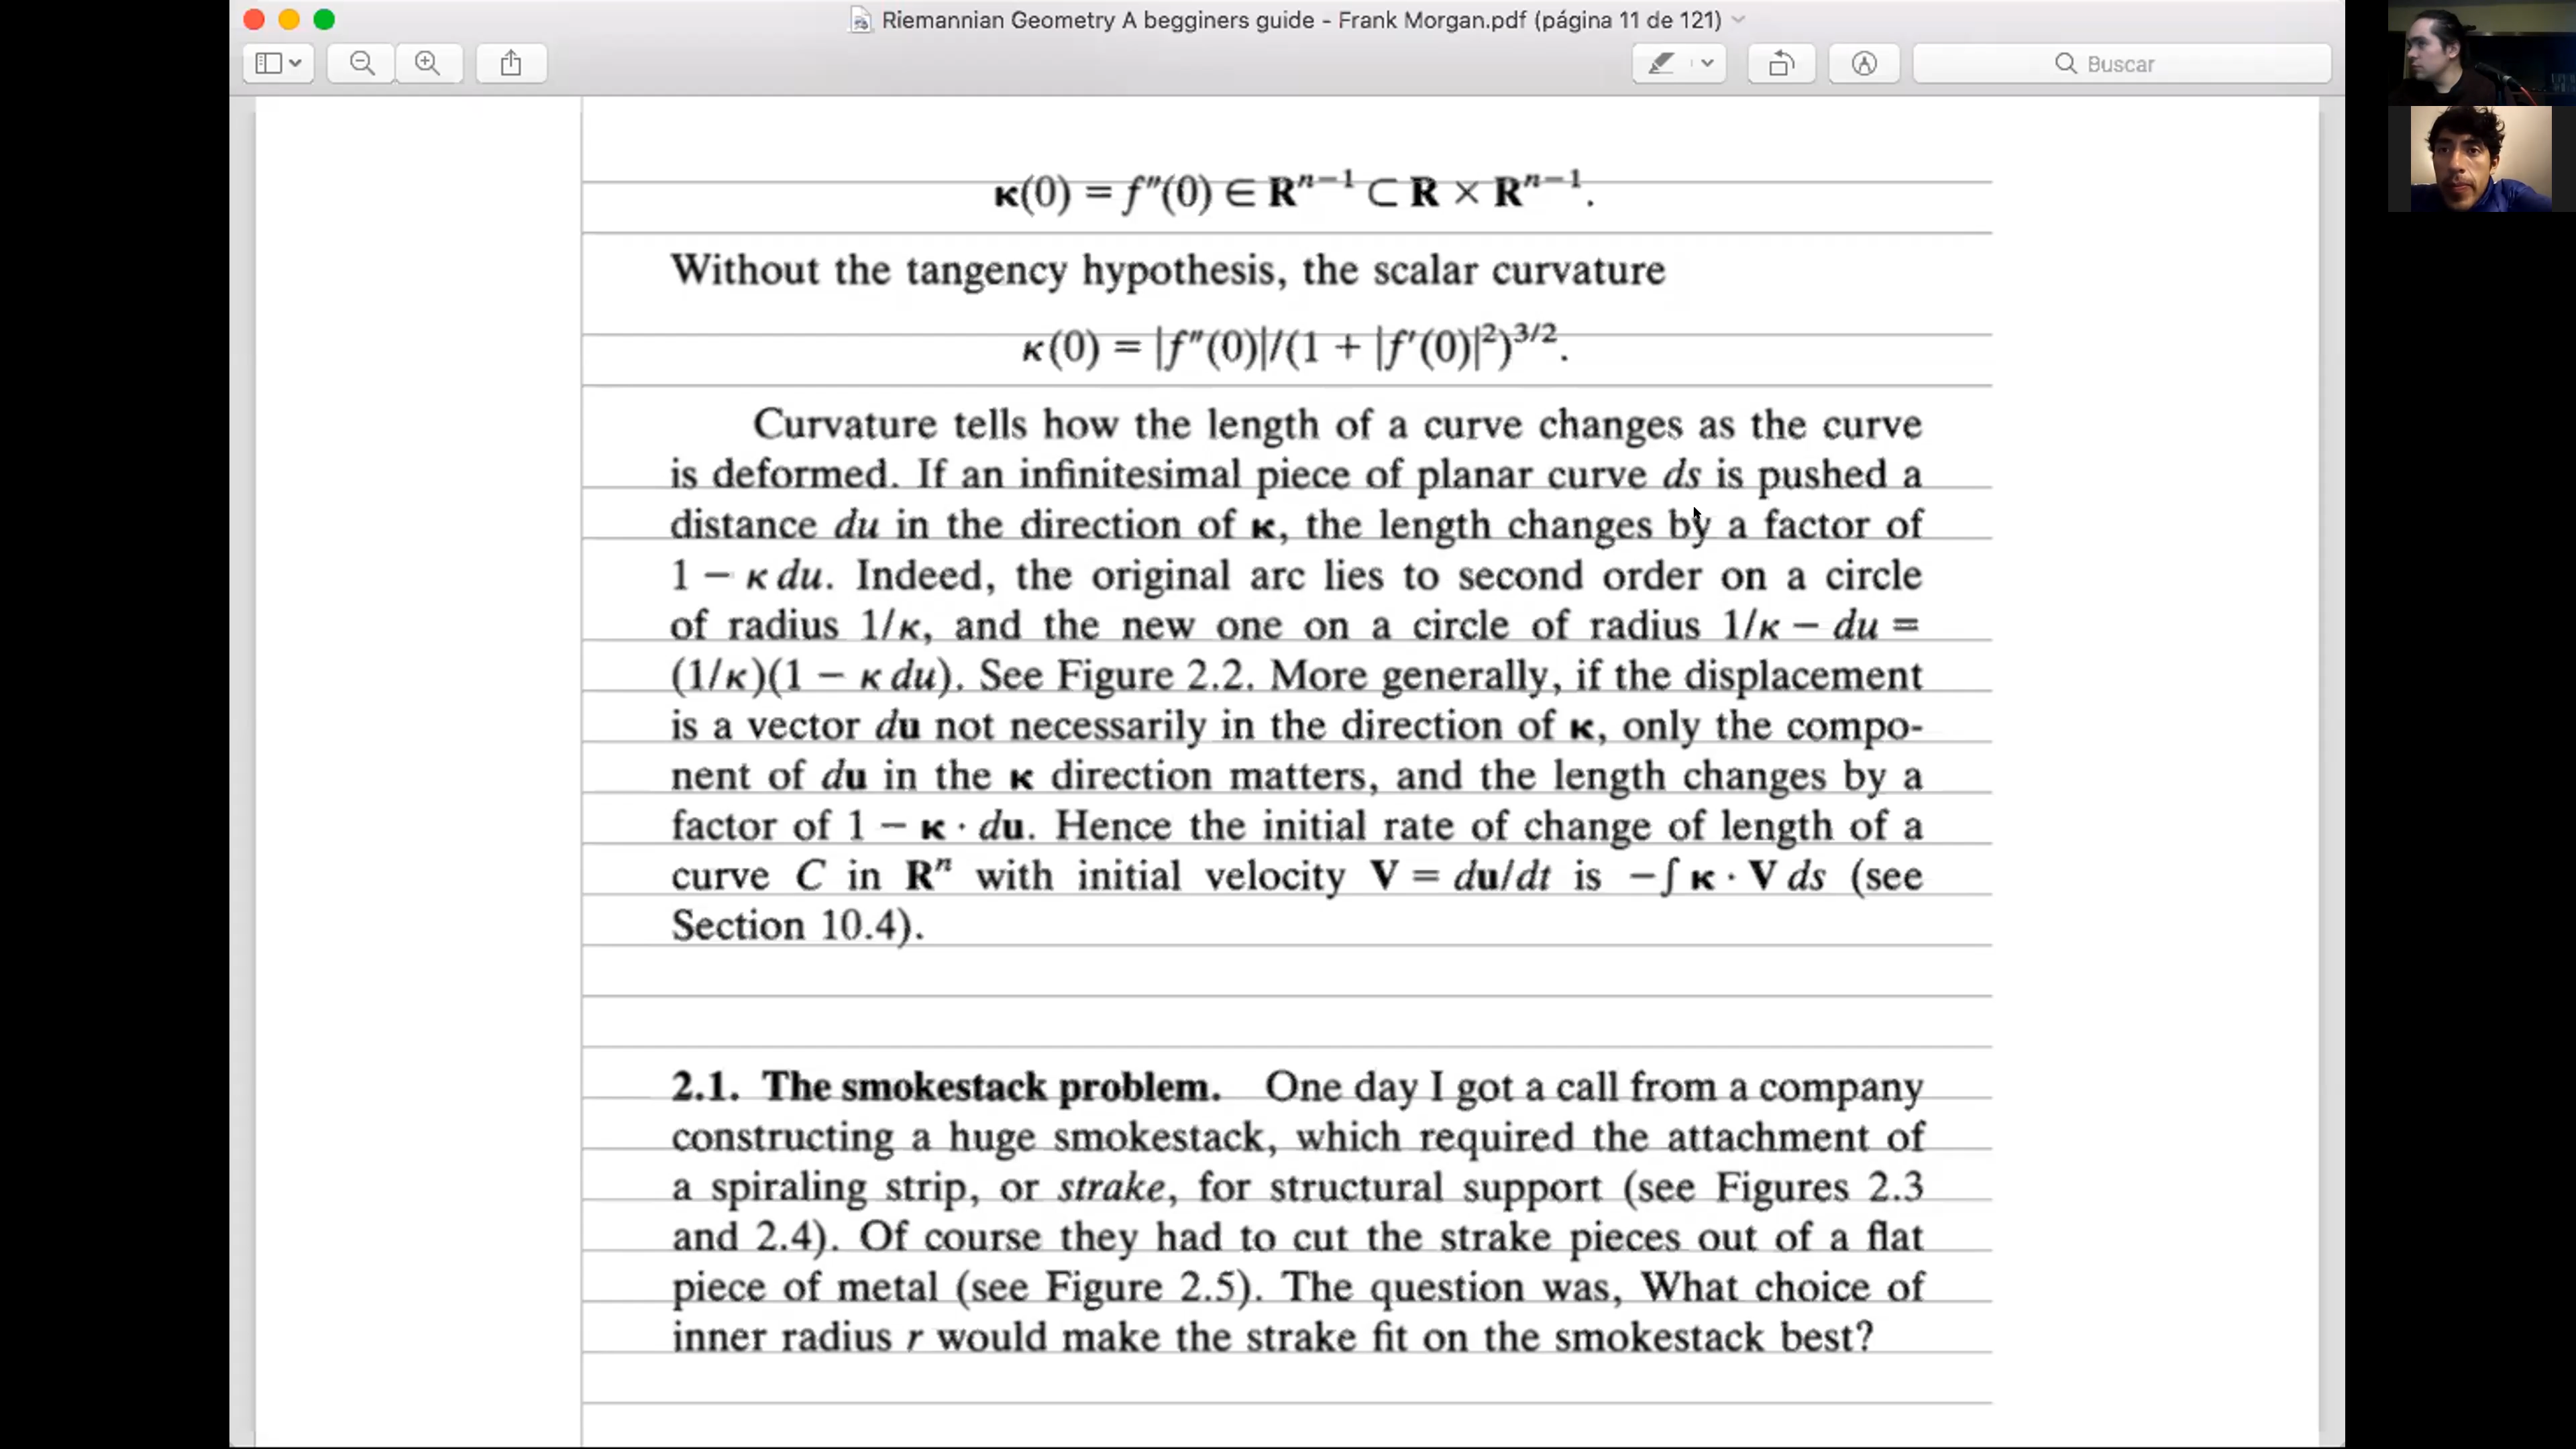 Riemannian Geometry A begginers guide - Frank Morgan.pdf (página 11 de 121)
Buscar
κ(0) = f″(0) ∈ Rⁿ⁻¹ ⊂ R × Rⁿ⁻¹.
Without the tangency hypothesis, the scalar curvature
κ(0) = |f″(0)|/(1 + |f′(0)|²)³/².
Curvature tells how the length of a curve changes as the curve
is deformed. If an infinitesimal piece of planar curve ds is pushed a
distance du in the direction of κ, the length changes by a factor of
1 − κ du. Indeed, the original arc lies to second order on a circle
of radius 1/κ, and the new one on a circle of radius 1/κ − du =
(1/κ)(1 − κ du). See Figure 2.2. More generally, if the displacement
is a vector du not necessarily in the direction of κ, only the compo-
nent of du in the κ direction matters, and the length changes by a
factor of 1 − κ · du. Hence the initial rate of change of length of a
curve C in Rⁿ with initial velocity V = du/dt is −∫ κ · V ds (see
Section 10.4).
2.1. The smokestack problem. One day I got a call from a company
constructing a huge smokestack, which required the attachment of
a spiraling strip, or strake, for structural support (see Figures 2.3
and 2.4). Of course they had to cut the strake pieces out of a flat
piece of metal (see Figure 2.5). The question was, What choice of
inner radius r would make the strake fit on the smokestack best?